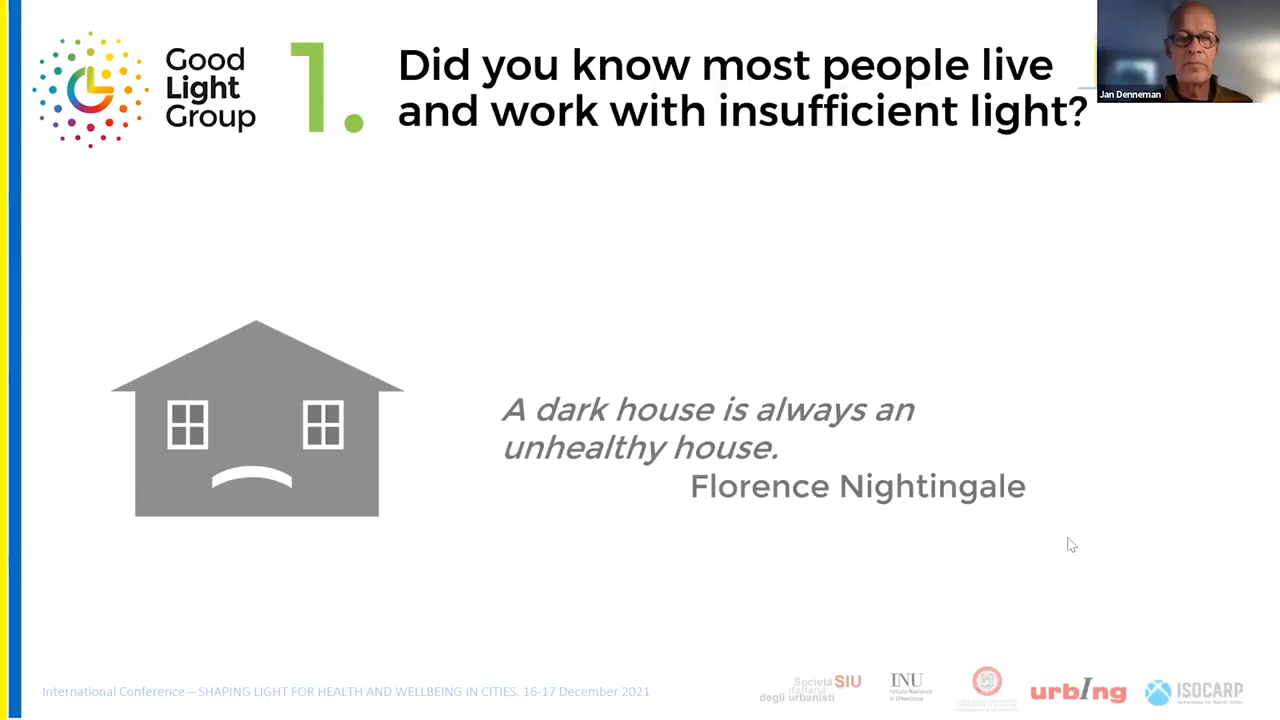 Good
Light
Group
1.
Did you know most people live
and work with insufficient light?
Jan Denneman
A dark house is always an
unhealthy house.
Florence Nightingale
International Conference – SHAPING LIGHT FOR HEALTH AND WELLBEING IN CITIES. 16-17 December 2021
Società SIU
italiana
degli urbanisti
INU
Istituto Nazionale
di Urbanistica
urbIng
ISOCARP